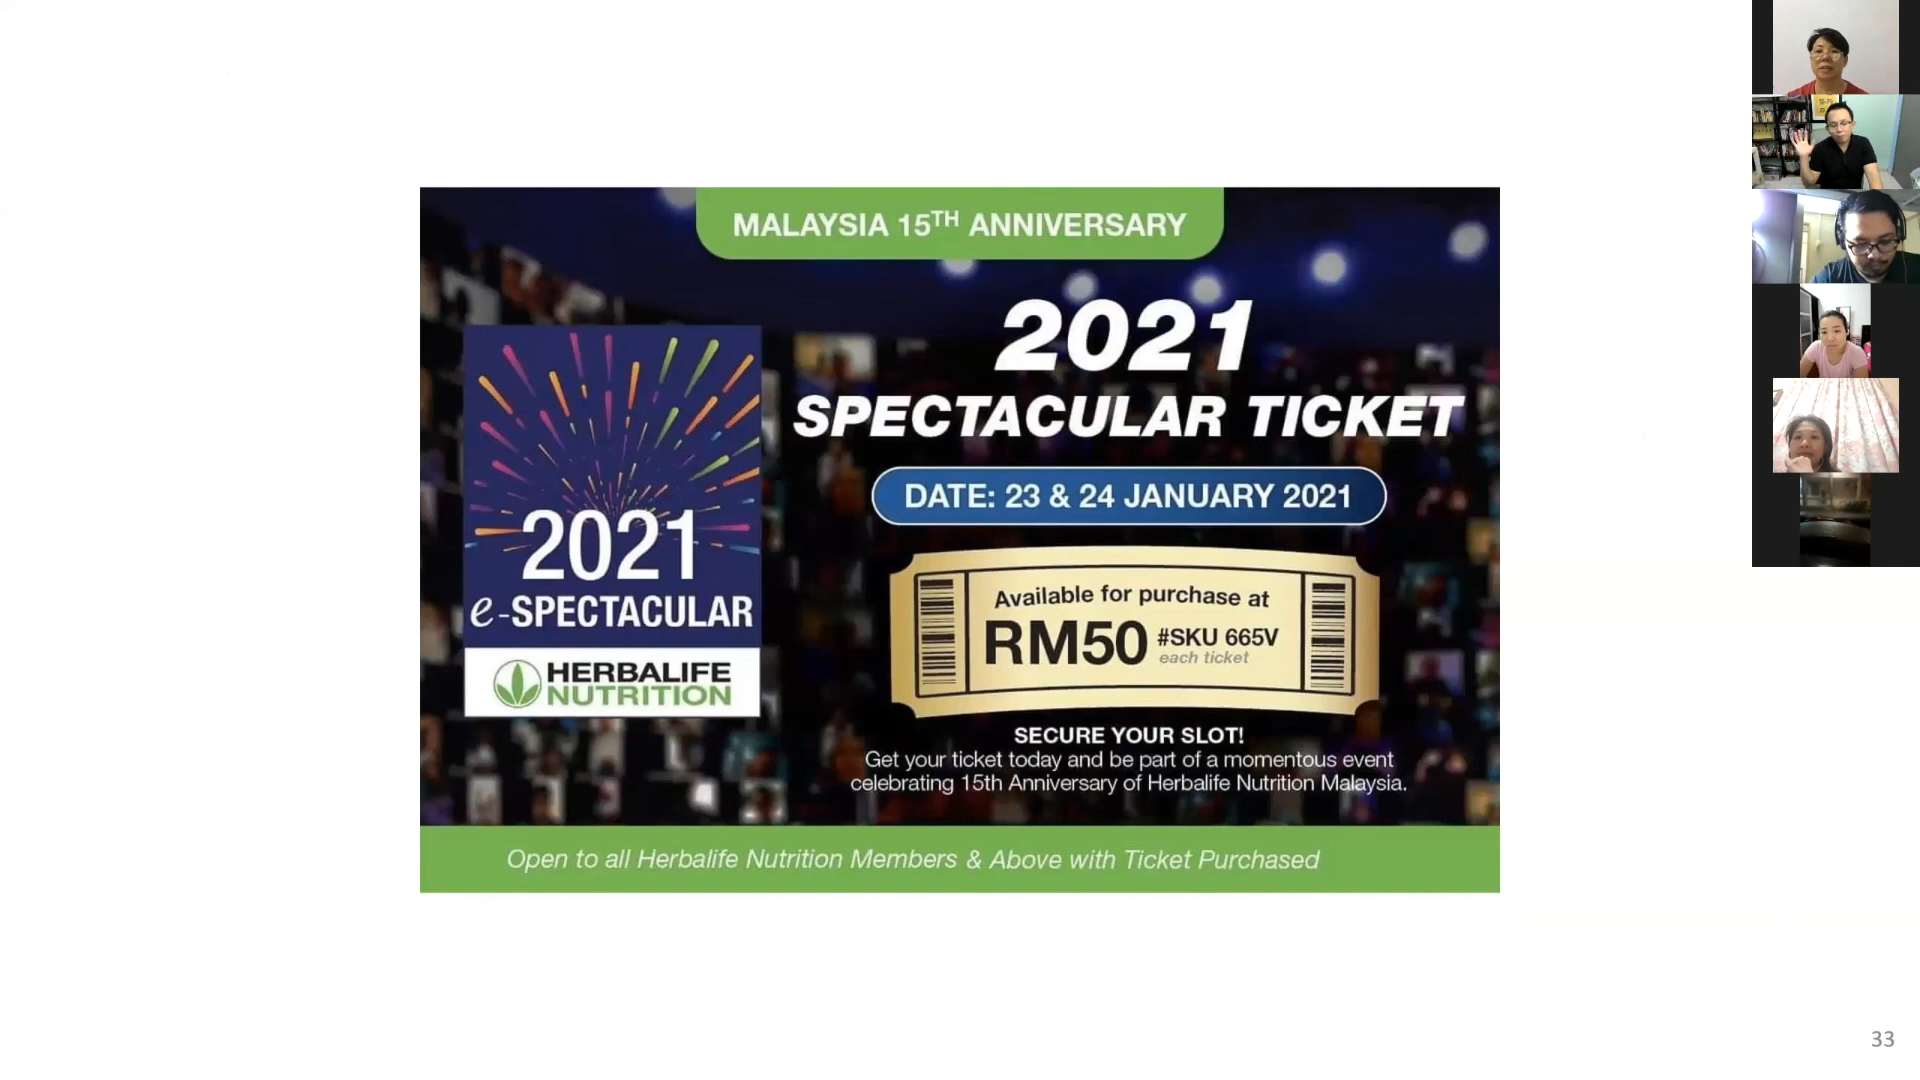 MALAYSIA 15TH ANNIVERSARY
2021
SPECTACULAR TICKET
DATE: 23 & 24 JANUARY 2021
2021
e-SPECTACULAR
HERBALIFE
NUTRITION
Available for purchase at
RM50 #SKU 665V
each ticket
SECURE YOUR SLOT!
Get your ticket today and be part of a momentous event
celebrating 15th Anniversary of Herbalife Nutrition Malaysia.
Open to all Herbalife Nutrition Members & Above with Ticket Purchased
33